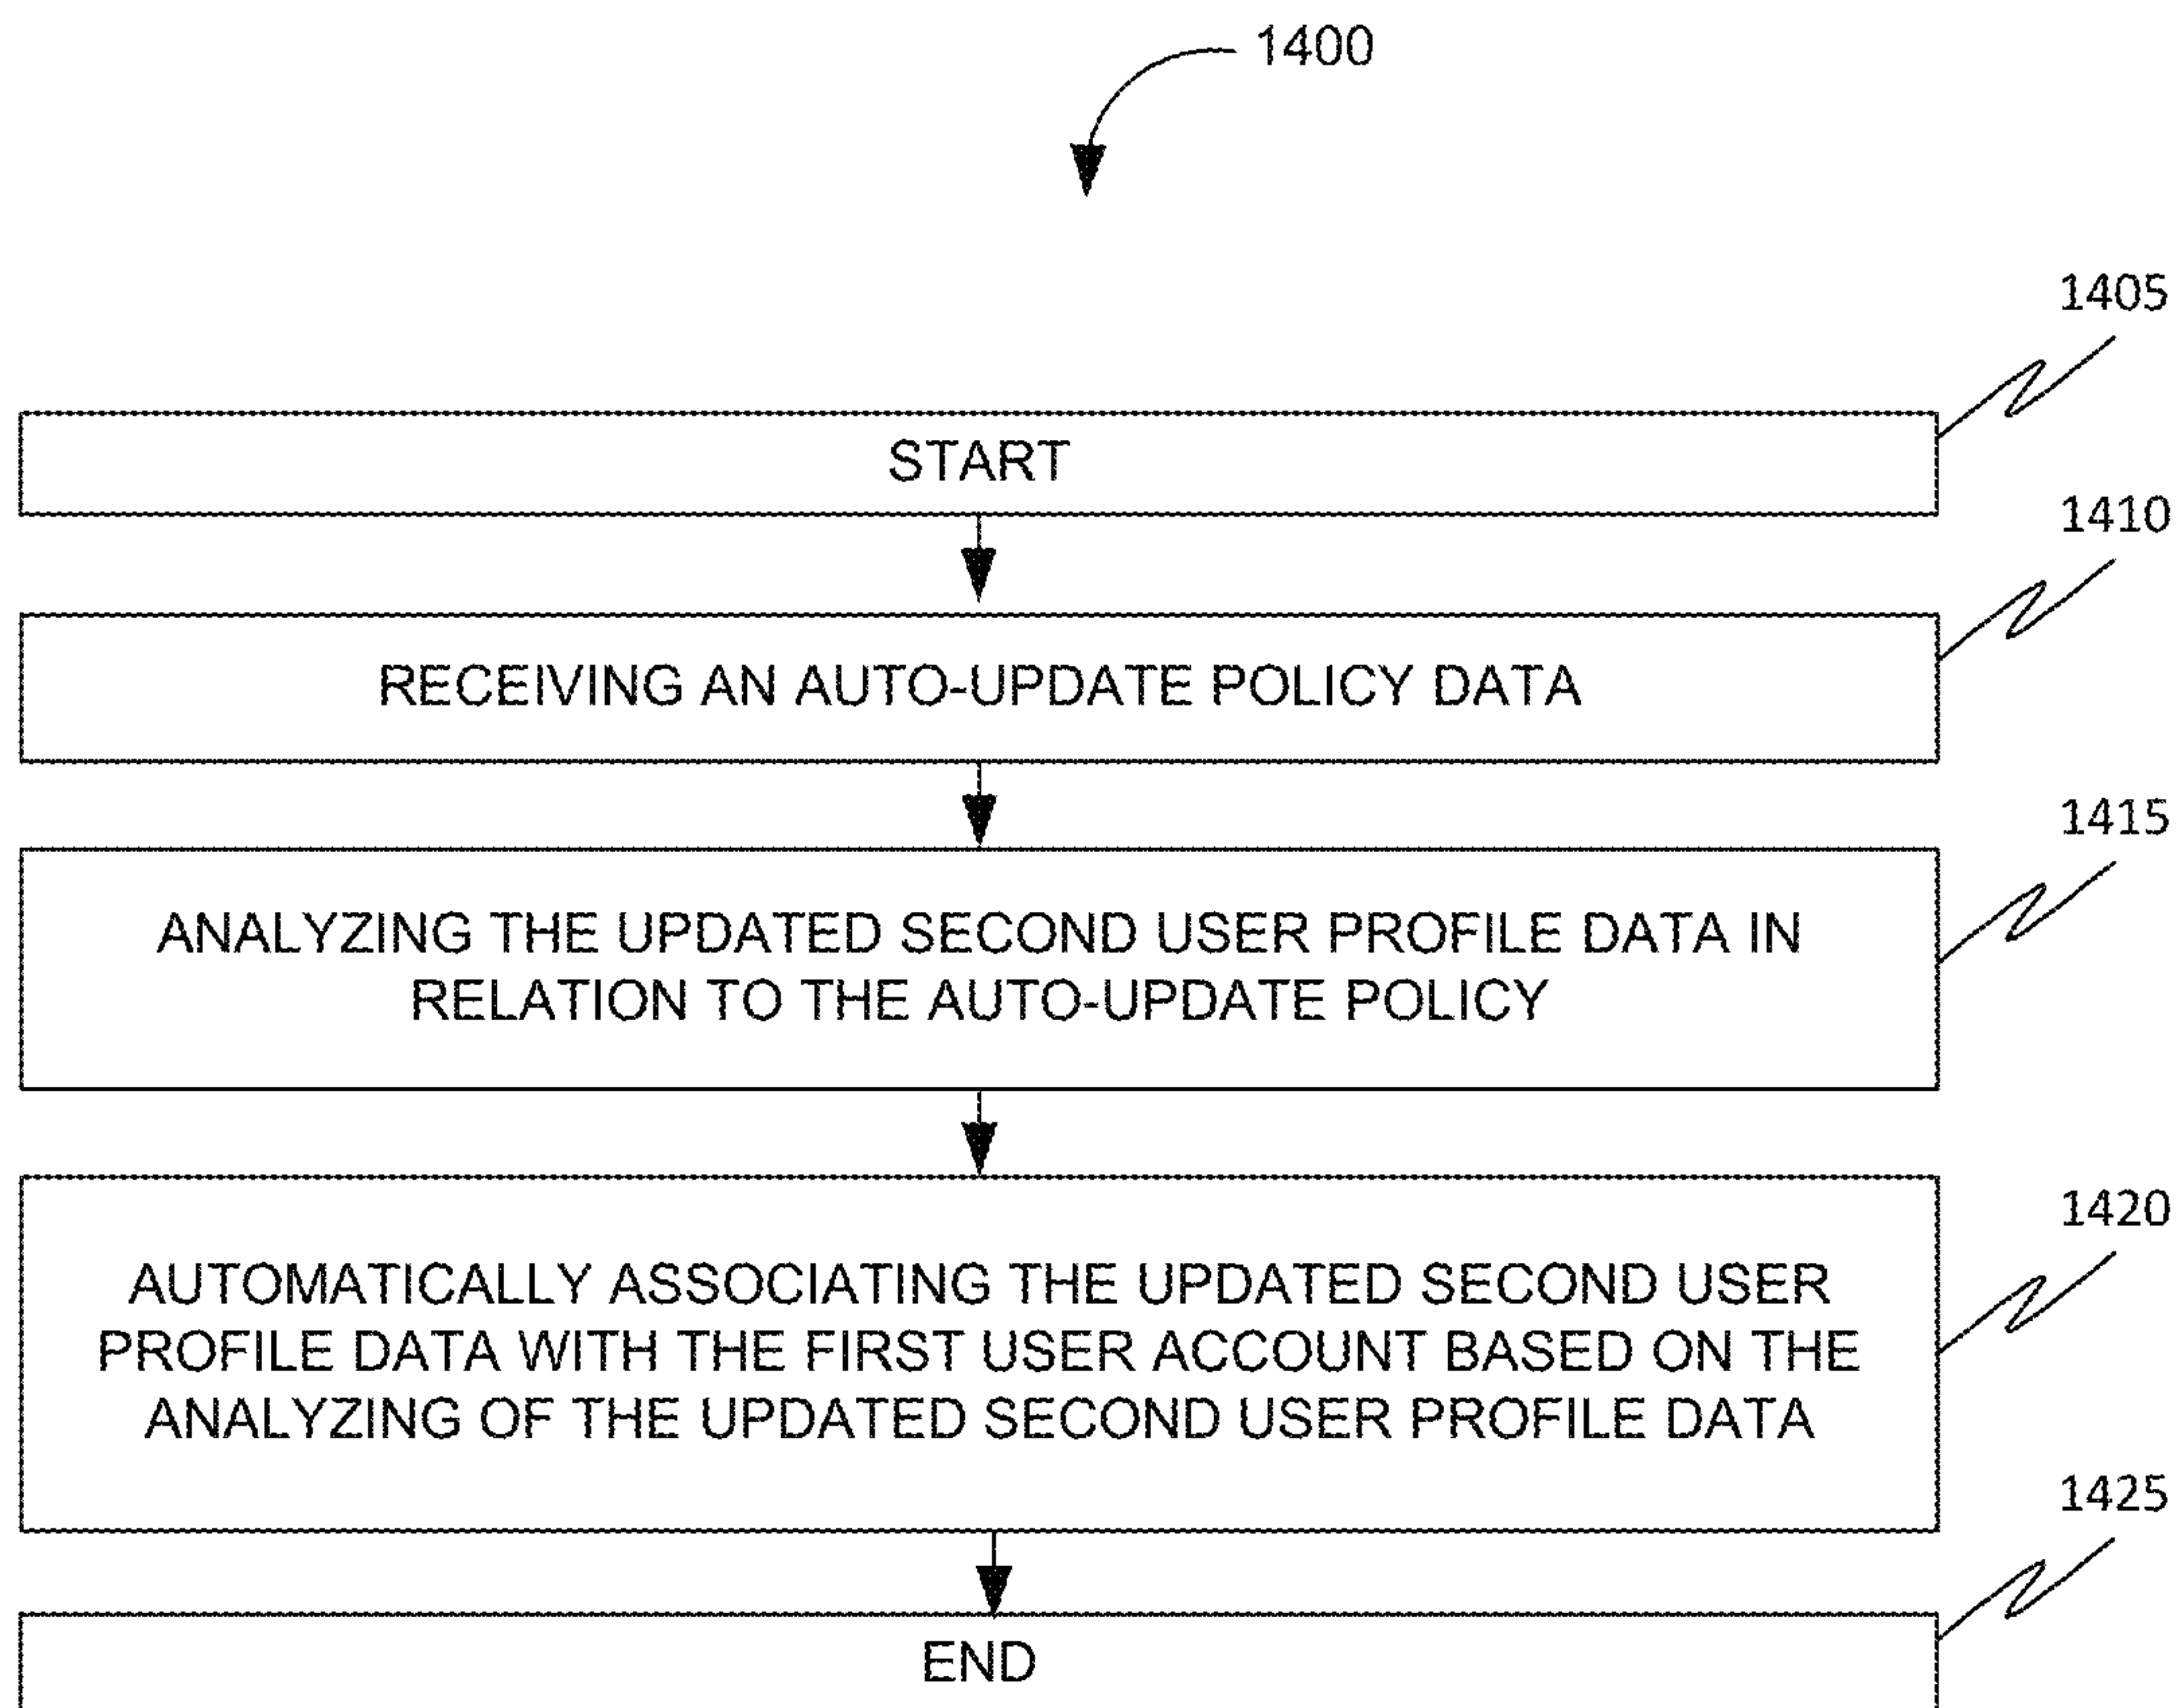 1400
1405
START
1410
RECEIVING AN AUTO-UPDATE POLICY DATA
1415
ANALYZING THE UPDATED SECOND USER PROFILE DATA IN
RELATION TO THE AUTO-UPDATE POLICY
1420
AUTOMATICALLY ASSOCIATING THE UPDATED SECOND USER
PROFILE DATA WITH THE FIRST USER ACCOUNT BASED ON THE
ANALYZING OF THE UPDATED SECOND USER PROFILE DATA
1425
END